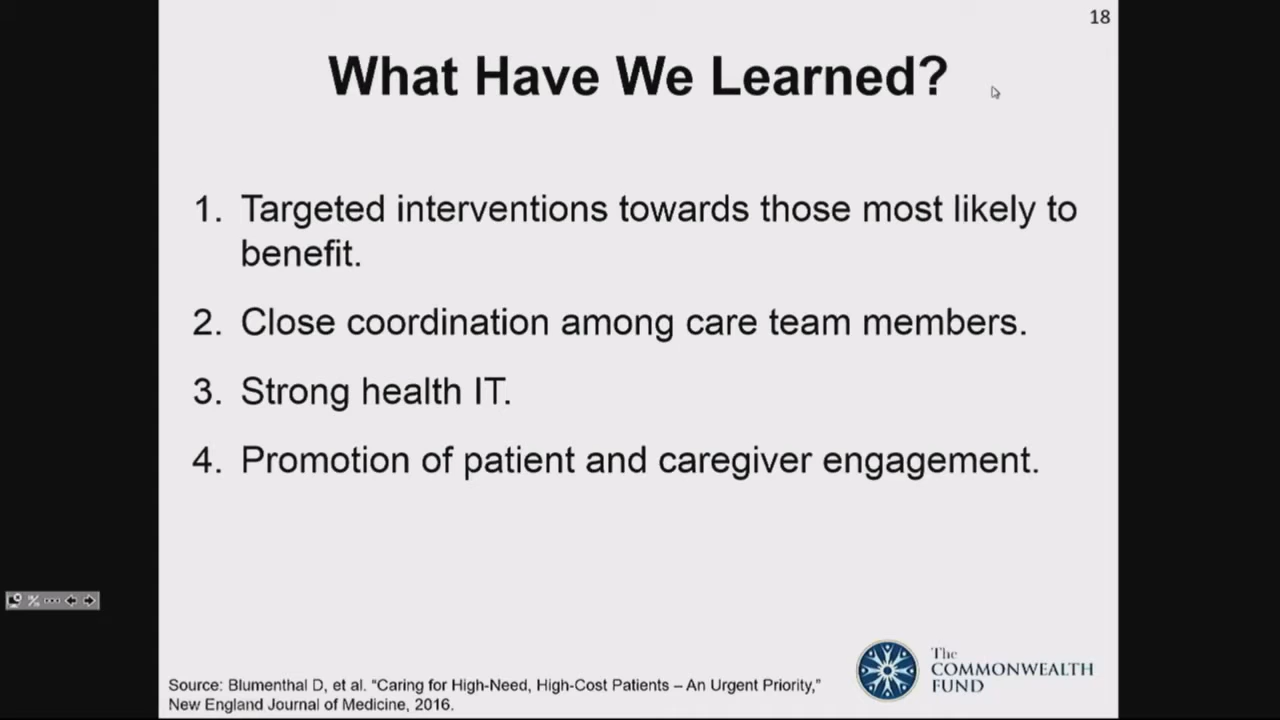 18
What Have We Learned?
1. Targeted interventions towards those most likely to
benefit.
2. Close coordination among care team members.
3. Strong health IT.
4. Promotion of patient and caregiver engagement.
Source: Blumenthal D, et al. “Caring for High-Need, High-Cost Patients – An Urgent Priority,”
New England Journal of Medicine, 2016.
The
COMMONWEALTH
FUND